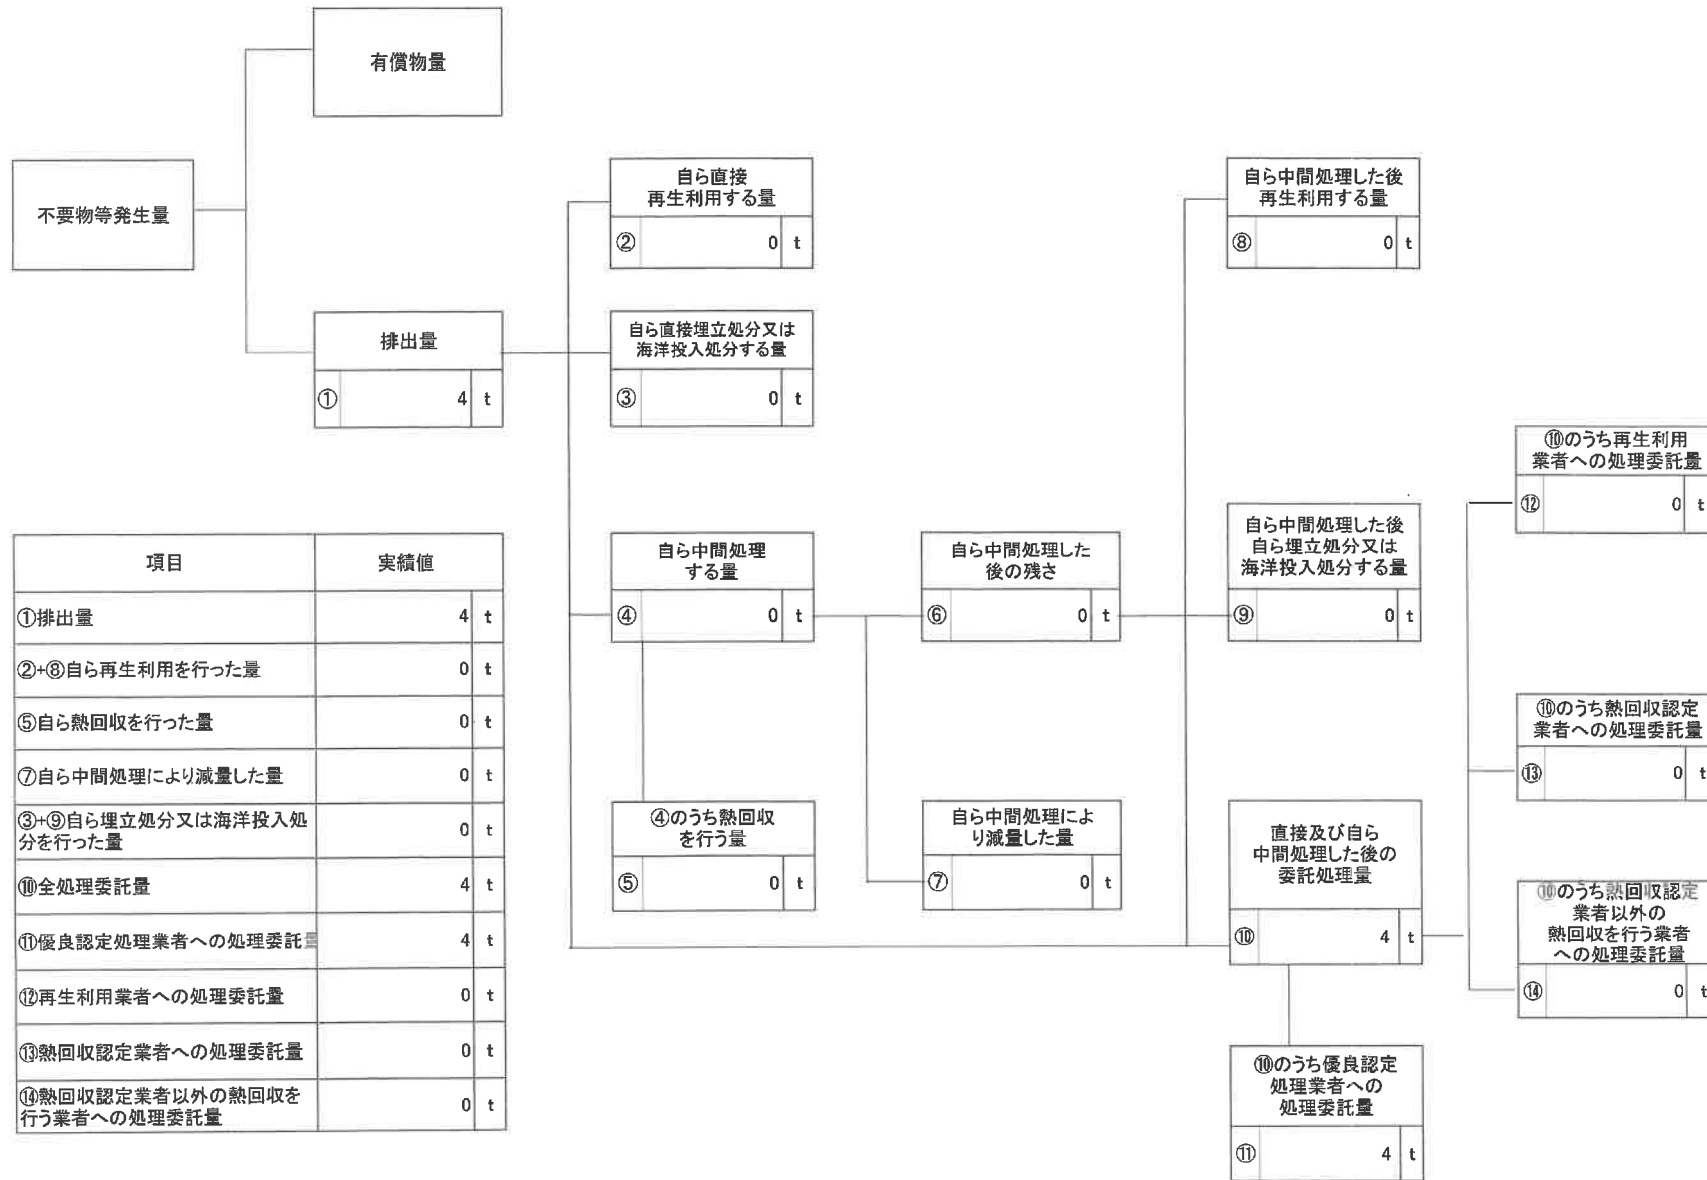 有償物量
不要物等発生量
排出量
① 4 t
自ら直接
再生利用する量
② 0 t
自ら直接埋立処分又は
海洋投入処分する量
③ 0 t
自ら中間処理
する量
④ 0 t
④のうち熱回収
を行う量
⑤ 0 t
自ら中間処理した
後の残さ
⑥ 0 t
自ら中間処理によ
り減量した量
⑦ 0 t
自ら中間処理した後
再生利用する量
⑧ 0 t
自ら中間処理した後
自ら埋立処分又は
海洋投入処分する量
⑨ 0 t
直接及び自ら
中間処理した後の
委託処理量
⑩ 4 t
⑩のうち優良認定
処理業者への
処理委託量
⑪ 4 t
⑩のうち再生利用
業者への処理委託量
⑫ 0 t
⑩のうち熱回収認定
業者への処理委託量
⑬ 0 t
⑩のうち熱回収認定
業者以外の
熱回収を行う業者
への処理委託量
⑭ 0 t
項目 実績値
①排出量 4 t
②+⑧自ら再生利用を行った量 0 t
⑤自ら熱回収を行った量 0 t
⑦自ら中間処理により減量した量 0 t
③+⑨自ら埋立処分又は海洋投入処
分を行った量 0 t
⑩全処理委託量 4 t
⑪優良認定処理業者への処理委託量 4 t
⑫再生利用業者への処理委託量 0 t
⑬熱回収認定業者への処理委託量 0 t
⑭熱回収認定業者以外の熱回収を
行う業者への処理委託量 0 t